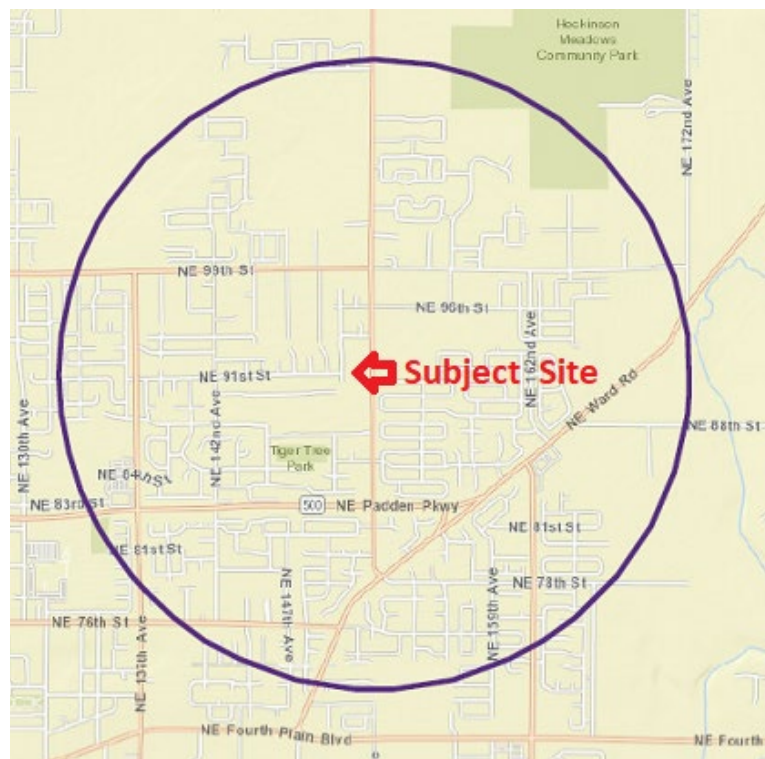 Hockinson
Meadows
Community Park
NE 172nd Ave
NE 99th St
NE 96th St
NE 162nd Ave
Subject Site
NE 91st St
NE Ward Rd
NE 130th Ave
NE 142nd Ave
NE 88th St
Tiger Tree
Park
NE 84th St
NE 83rd St
500
NE Padden Pkwy
NE 81st St
NE 81st St
NE 147th Ave
NE 159th Ave
NE 78th St
NE 76th St
NE 137th Ave
NE Fourth Plain Blvd
NE Fourth